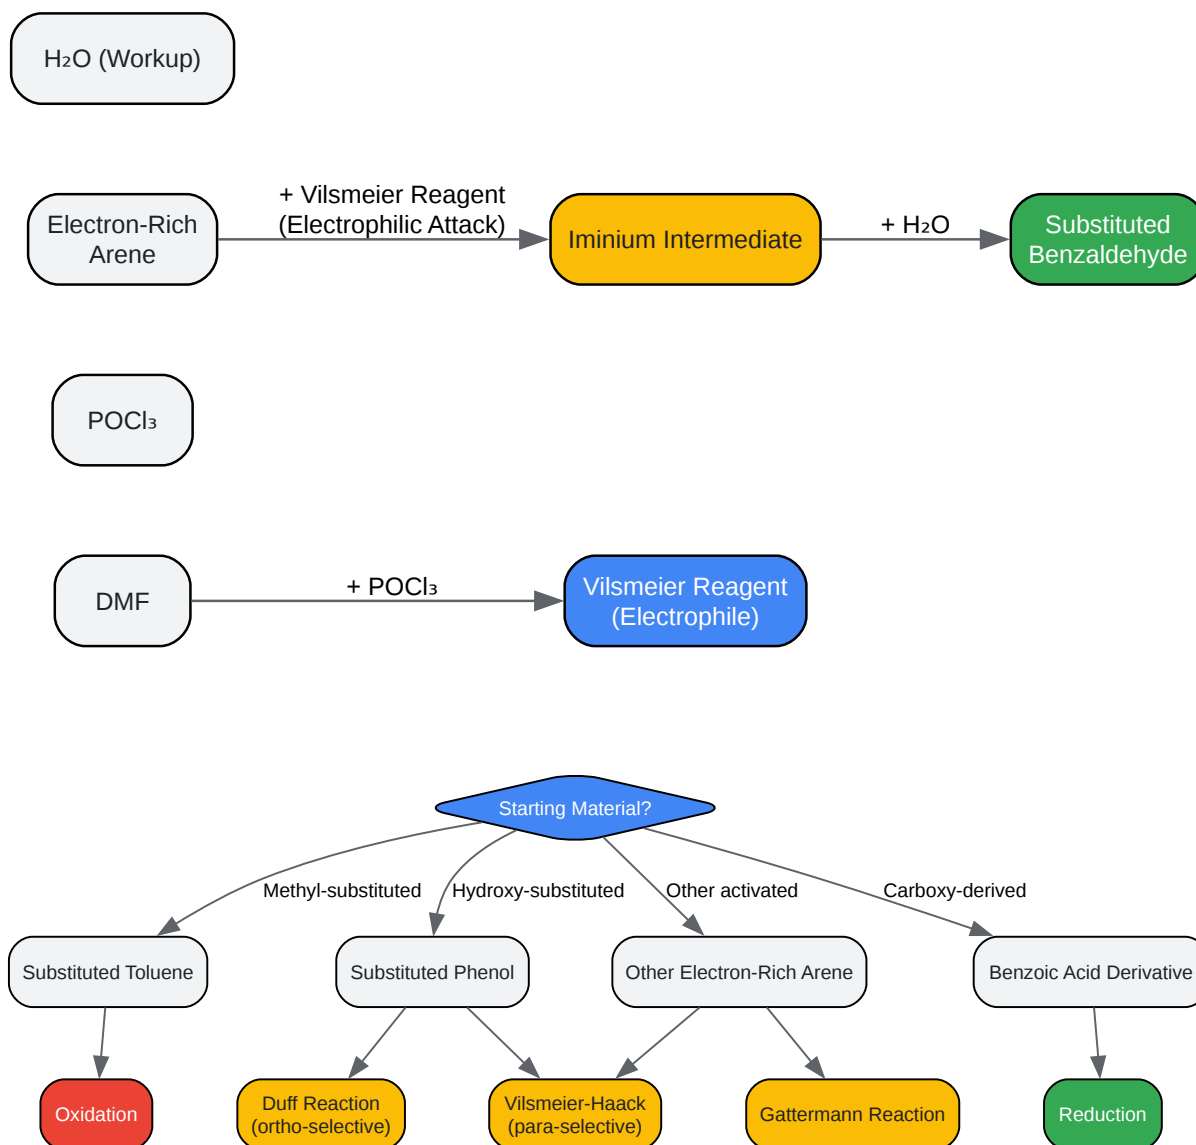 H₂O (Workup)
+ Vilsmeier Reagent
(Electrophilic Attack)
Electron-Rich
Arene
Iminium Intermediate
+ H₂O
Substituted
Benzaldehyde
POCl₃
DMF
+ POCl₃
Vilsmeier Reagent
(Electrophile)
Starting Material?
Methyl-substituted
Hydroxy-substituted
Other activated
Carboxy-derived
Substituted Toluene
Substituted Phenol
Other Electron-Rich Arene
Benzoic Acid Derivative
Oxidation
Duff Reaction
(ortho-selective)
Vilsmeier-Haack
(para-selective)
Gattermann Reaction
Reduction